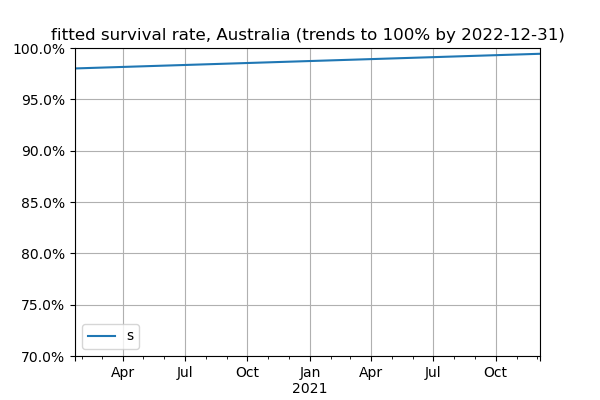 fitted survival rate, Australia (trends to 100% by 2022-12-31)
100.0%
95.0%
90.0%
85.0%
80.0%
75.0%
70.0%
s
Apr Jul Oct Jan Apr Jul Oct
2021